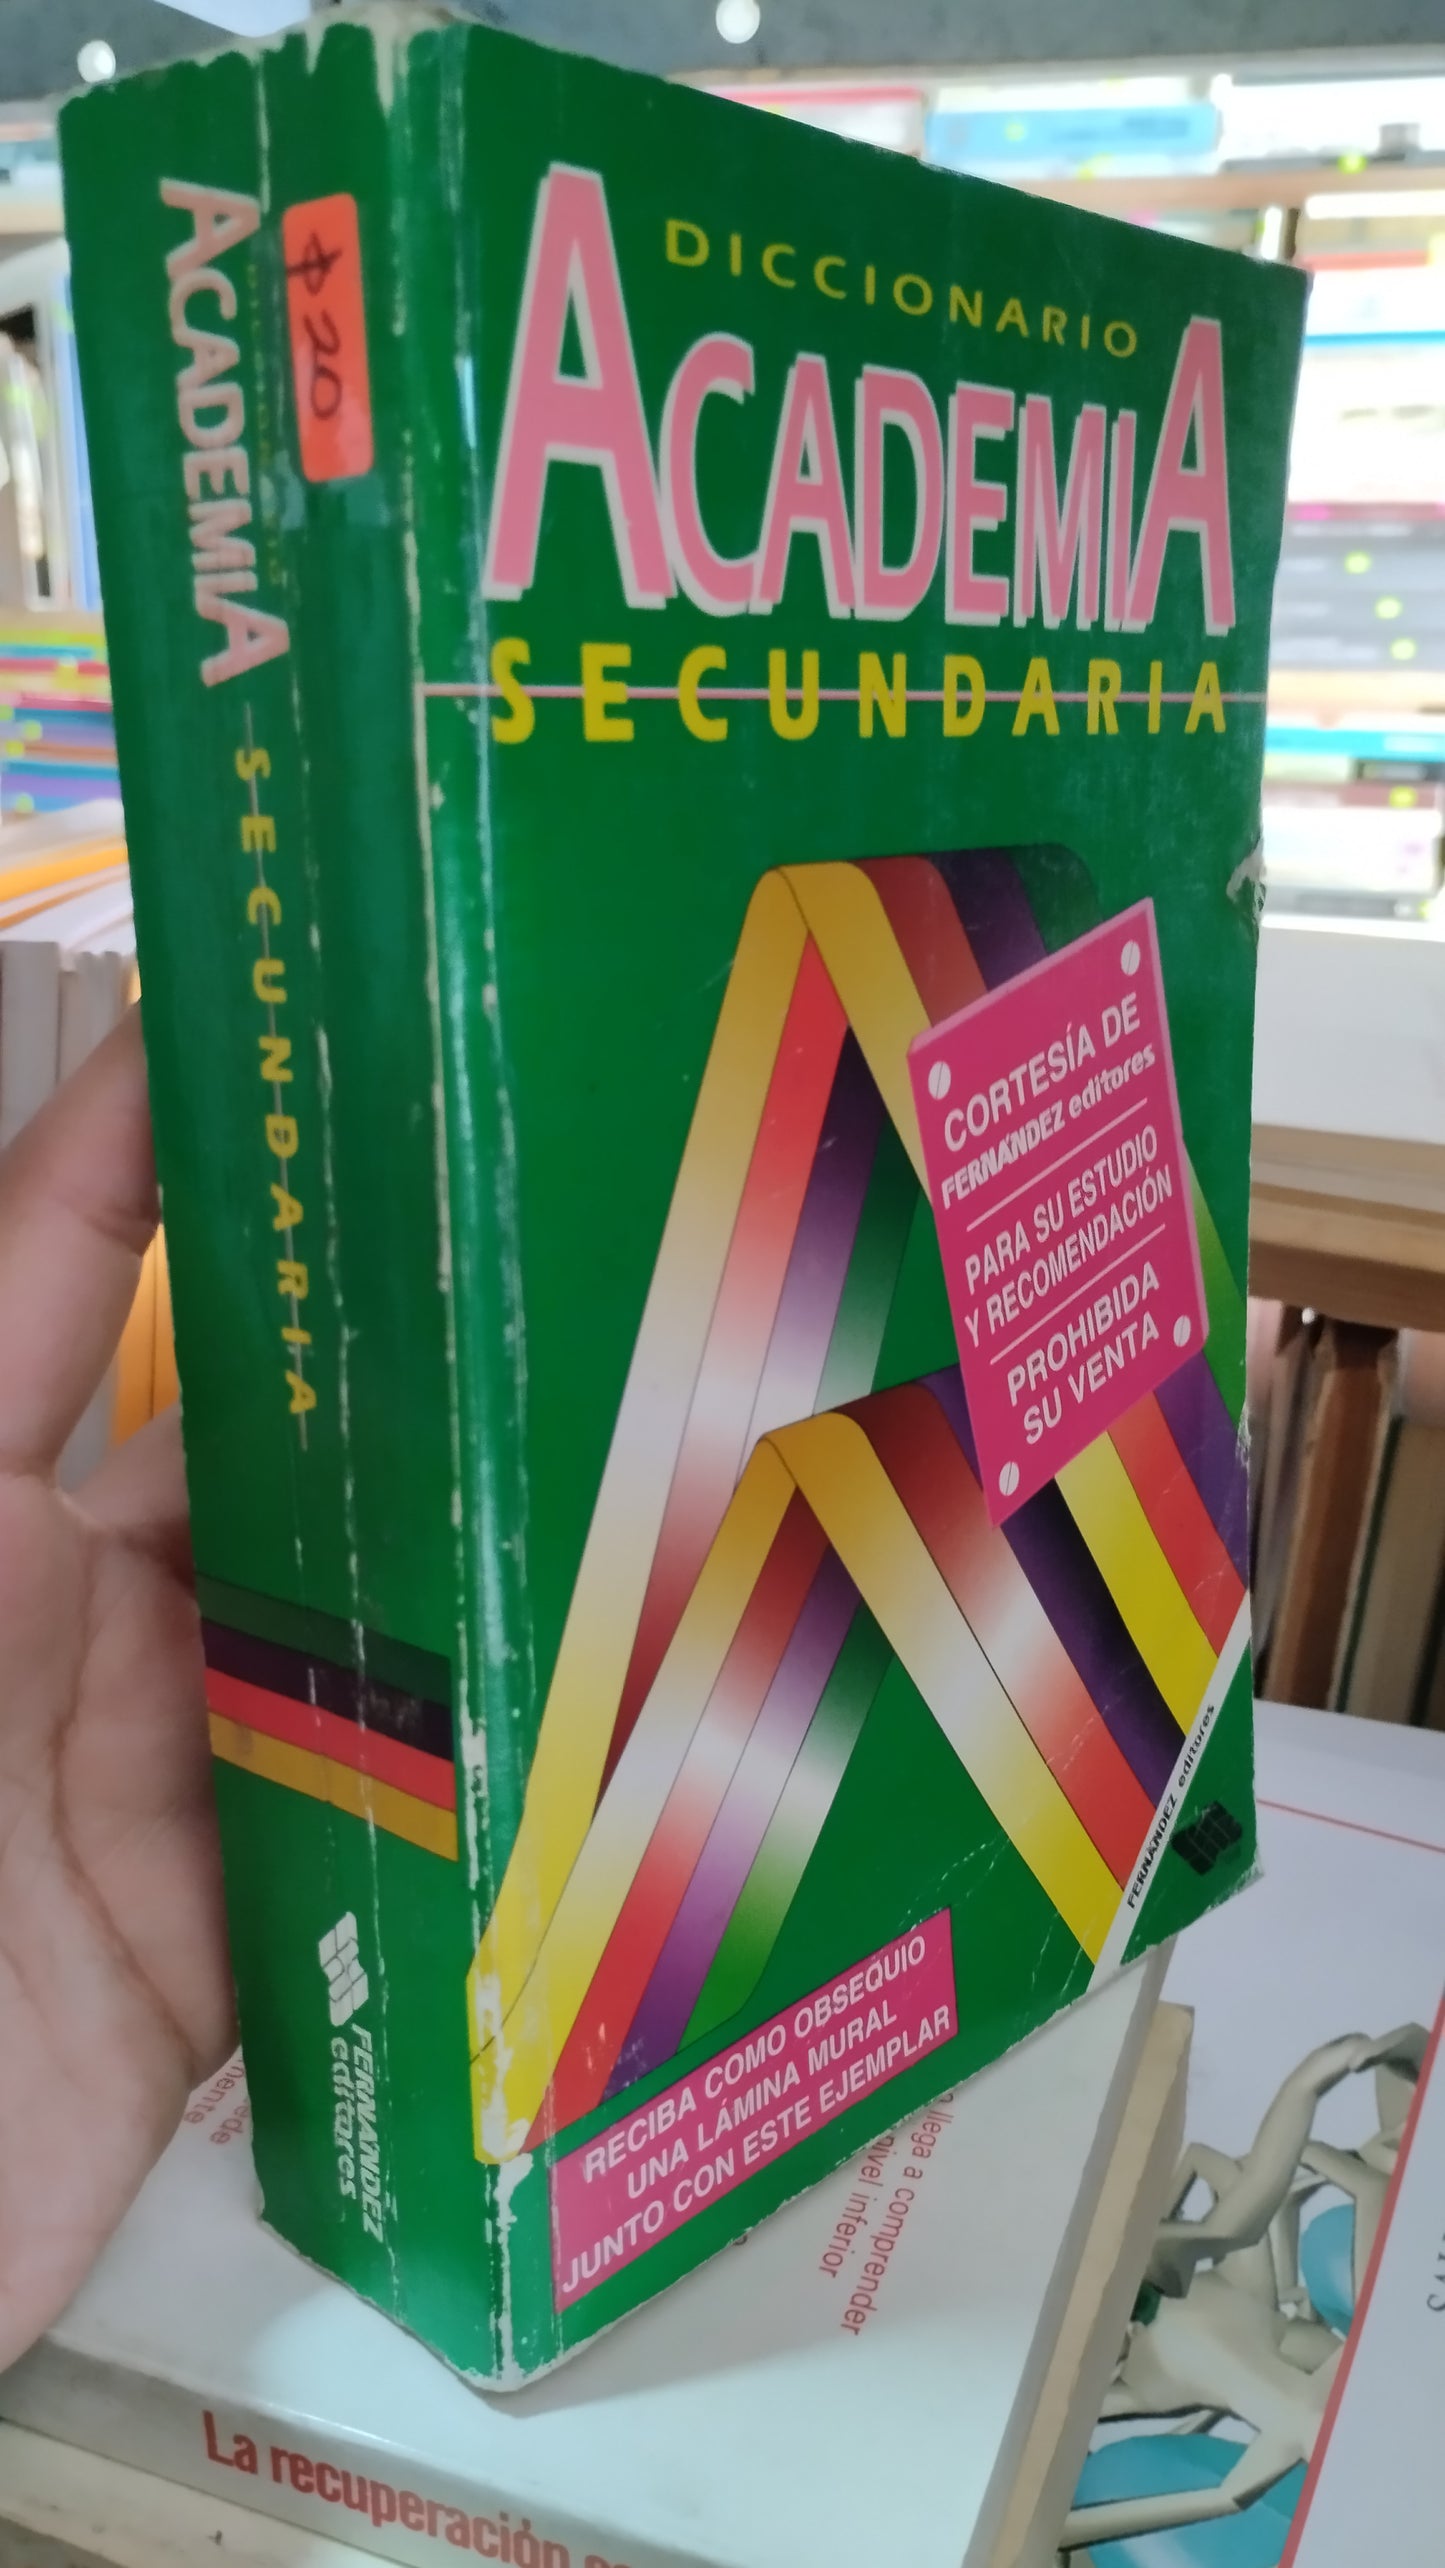 DICCIONARIO
ACADEMIA
SECUNDARIA
CORTESÍA DE
FERNÁNDEZ editores
PARA SU ESTUDIO
Y RECOMENDACIÓN
PROHIBIDA
SU VENTA
FERNÁNDEZ editores
RECIBA COMO OBSEQUIO
UNA LÁMINA MURAL
JUNTO CON ESTE EJEMPLAR
ACADEMIA
SECUNDARIA
$20
FERNÁNDEZ
editores
llega a comprender
nivel inferior
La recuperación